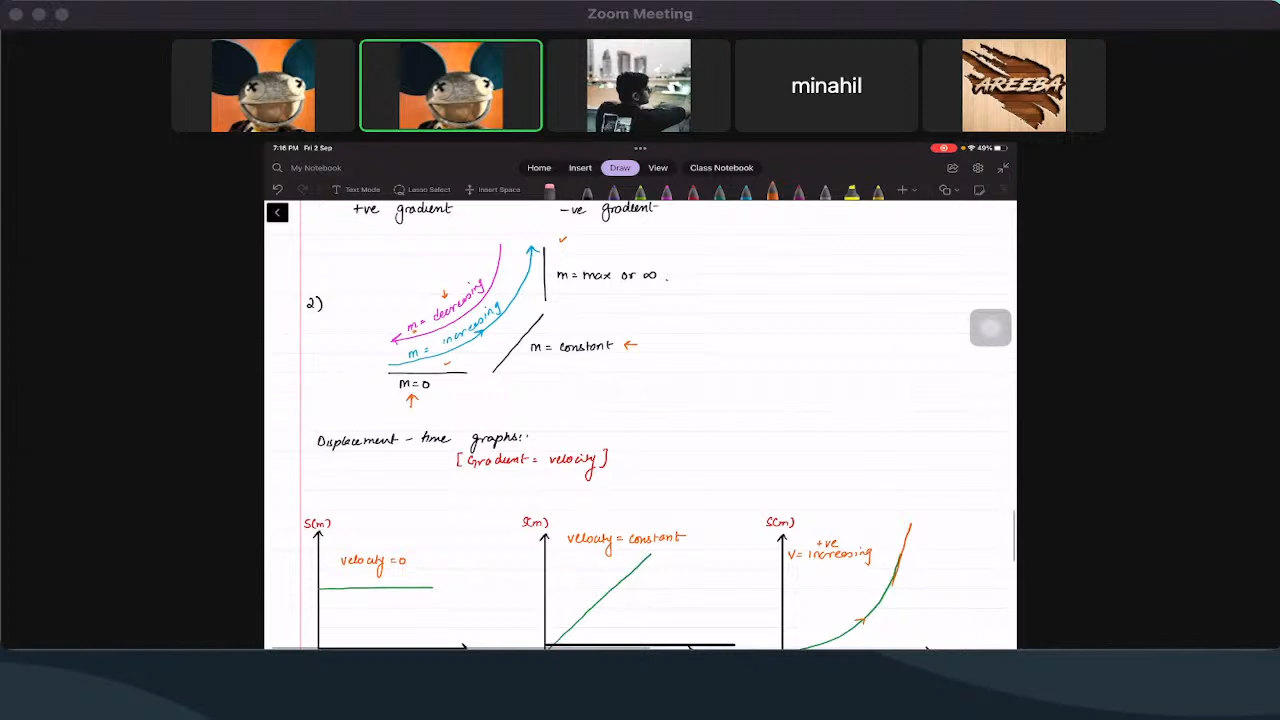 Zoom Meeting
minahil
AREEBA
7:16 PM Fri 2 Sep
49%
My Notebook
Home Insert Draw View Class Notebook
Text Mode Lasso Select Insert Space
+ve gradient
-ve gradient
m = max or ∞ .
2)
m = decreasing
m = increasing
m = constant ←
m = 0
Displacement - time graphs:
[Gradient = velocity]
S(m)
velocity = 0
S(m)
velocity = constant
S(m)
+ve
v = increasing